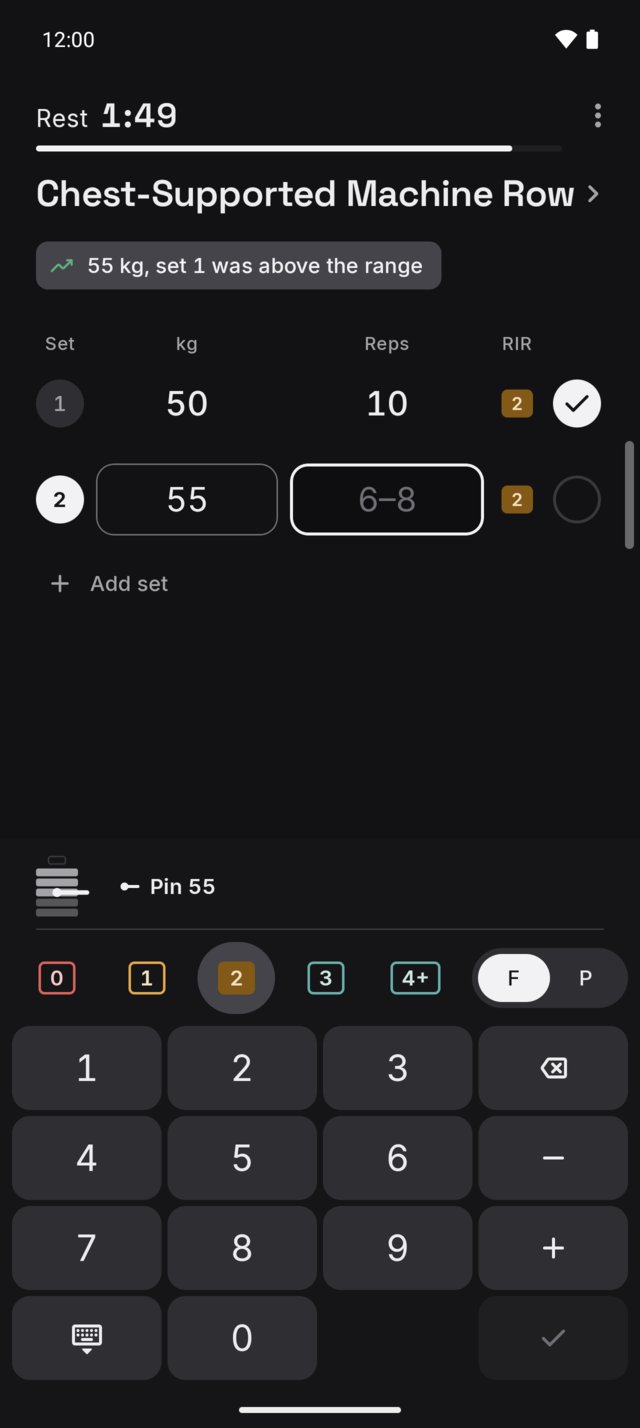 12:00
Rest 1:49
Chest-Supported Machine Row
55 kg, set 1 was above the range
Set kg Reps RIR
1 50 10 2
2 55 6–8 2
+ Add set
Pin 55
0 1 2 3 4+ F P
1 2 3
4 5 6 −
7 8 9 +
0